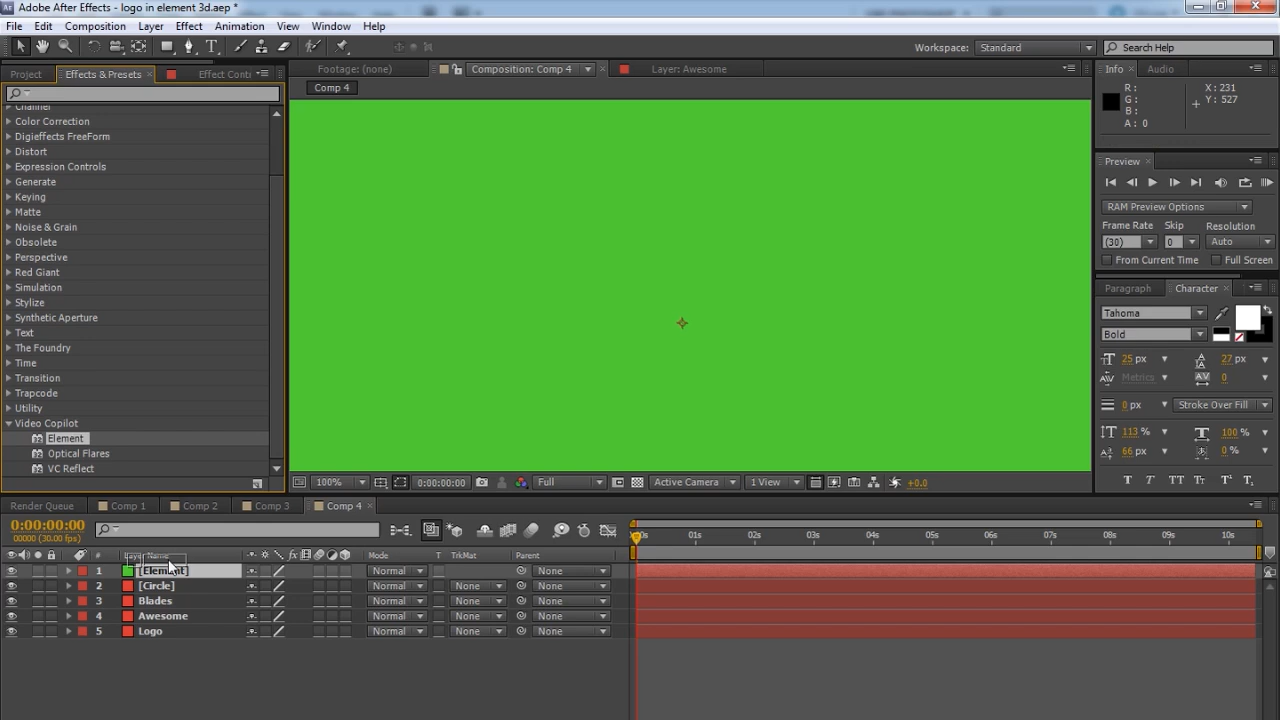 Adobe After Effects - logo in element 3d.aep *
File Edit Composition Layer Effect Animation View Window Help
Workspace: Standard Search Help
Project Effects & Presets × Effect Conti
Footage: (none) Composition: Comp 4 × Layer: Awesome
Info × Audio
Comp 4
R: X: 231
G: Y: 527
B:
A: 0
Channel
Color Correction
Digieffects FreeForm
Distort
Expression Controls
Generate
Keying
Matte
Noise & Grain
Obsolete
Perspective
Red Giant
Simulation
Stylize
Synthetic Aperture
Text
The Foundry
Time
Transition
Trapcode
Utility
Video Copilot
Element
Optical Flares
VC Reflect
Preview ×
RAM Preview Options
Frame Rate Skip Resolution
(30) 0 Auto
From Current Time Full Screen
Paragraph Character ×
Tahoma
Bold
25 px 27 px
Metrics 0
0 px Stroke Over Fill
113 % 100 %
66 px 0 %
T T TT Tr T¹ T₁
100% 0:00:00:00 Full Active Camera 1 View +0.0
Render Queue Comp 1 Comp 2 Comp 3 Comp 4 ×
0:00:00:00
00000 (30.00 fps)
0s 01s 02s 03s 04s 05s 06s 07s 08s 09s 10s
# Layer Name fx Mode T TrkMat Parent
1 [Element] Normal None
2 [Circle] Normal None None
3 Blades Normal None None
4 Awesome Normal None None
5 Logo Normal None None